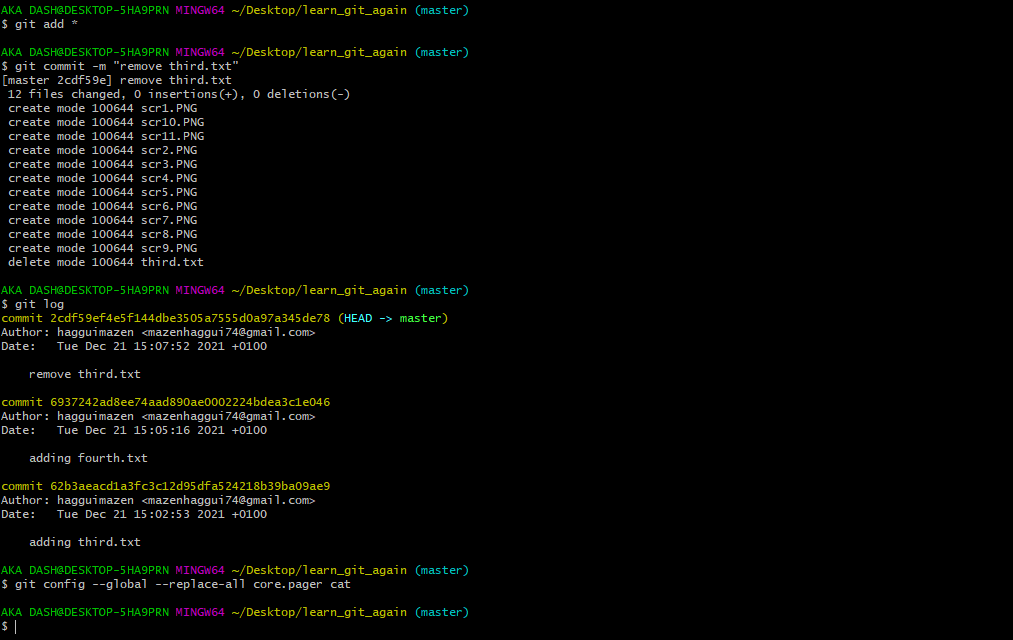 AKA DASH@DESKTOP-5HA9PRN MINGW64 ~/Desktop/learn_git_again (master)
$ git add *
AKA DASH@DESKTOP-5HA9PRN MINGW64 ~/Desktop/learn_git_again (master)
$ git commit -m "remove third.txt"
[master 2cdf59e] remove third.txt
 12 files changed, 0 insertions(+), 0 deletions(-)
 create mode 100644 scr1.PNG
 create mode 100644 scr10.PNG
 create mode 100644 scr11.PNG
 create mode 100644 scr2.PNG
 create mode 100644 scr3.PNG
 create mode 100644 scr4.PNG
 create mode 100644 scr5.PNG
 create mode 100644 scr6.PNG
 create mode 100644 scr7.PNG
 create mode 100644 scr8.PNG
 create mode 100644 scr9.PNG
 delete mode 100644 third.txt
AKA DASH@DESKTOP-5HA9PRN MINGW64 ~/Desktop/learn_git_again (master)
$ git log
commit 2cdf59ef4e5f144dbe3505a7555d0a97a345de78 (HEAD -> master)
Author: hagguimazen <mazenhaggui74@gmail.com>
Date:   Tue Dec 21 15:07:52 2021 +0100
    remove third.txt
commit 6937242ad8ee74aad890ae0002224bdea3c1e046
Author: hagguimazen <mazenhaggui74@gmail.com>
Date:   Tue Dec 21 15:05:16 2021 +0100
    adding fourth.txt
commit 62b3aeacd1a3fc3c12d95dfa524218b39ba09ae9
Author: hagguimazen <mazenhaggui74@gmail.com>
Date:   Tue Dec 21 15:02:53 2021 +0100
    adding third.txt
AKA DASH@DESKTOP-5HA9PRN MINGW64 ~/Desktop/learn_git_again (master)
$ git config --global --replace-all core.pager cat
AKA DASH@DESKTOP-5HA9PRN MINGW64 ~/Desktop/learn_git_again (master)
$